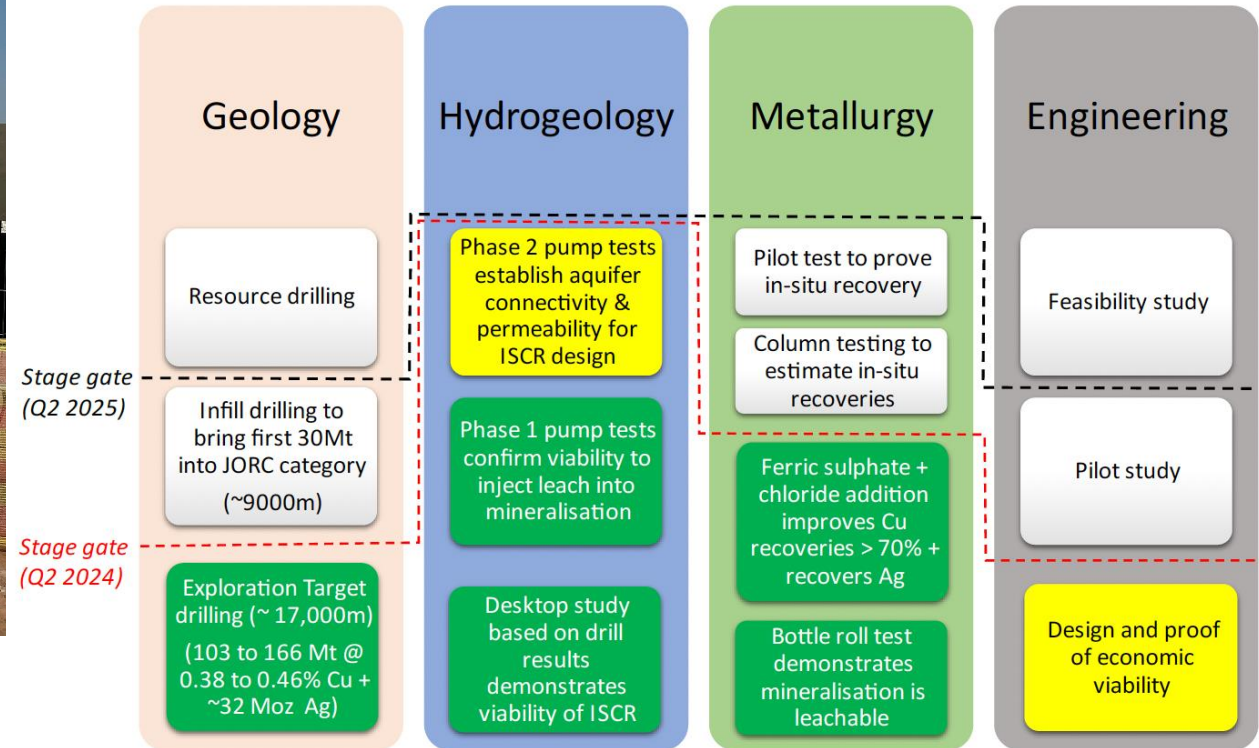 Geology
Hydrogeology
Metallurgy
Engineering
Resource drilling
Stage gate
(Q2 2025)
Infill drilling to
bring first 30Mt
into JORC category
(~9000m)
Stage gate
(Q2 2024)
Exploration Target
drilling (~ 17,000m)
(103 to 166 Mt @
0.38 to 0.46% Cu +
~32 Moz Ag)
Phase 2 pump tests
establish aquifer
connectivity &
permeability for
ISCR design
Phase 1 pump tests
confirm viability to
inject leach into
mineralisation
Desktop study
based on drill
results
demonstrates
viability of ISCR
Pilot test to prove
in-situ recovery
Column testing to
estimate in-situ
recoveries
Ferric sulphate +
chloride addition
improves Cu
recoveries > 70% +
recovers Ag
Bottle roll test
demonstrates
mineralisation is
leachable
Feasibility study
Pilot study
Design and proof
of economic
viability